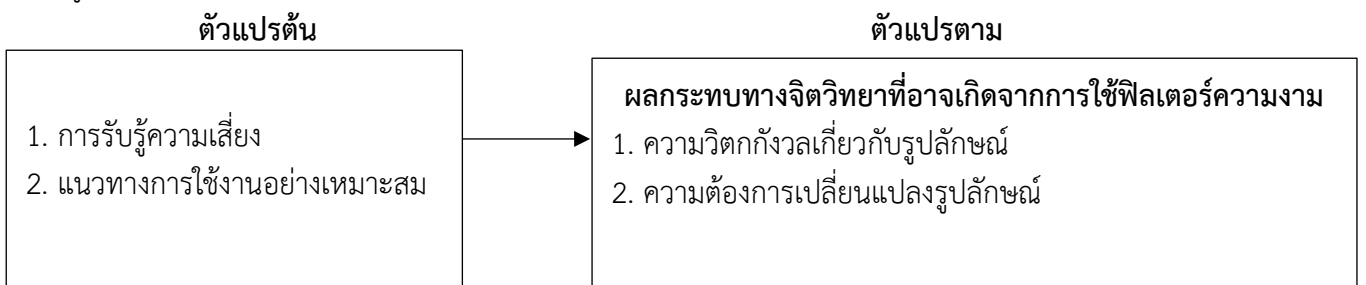 ตัวแปรต้น
ตัวแปรตาม
1. การรับรู้ความเสี่ยง
2. แนวทางการใช้งานอย่างเหมาะสม
ผลกระทบทางจิตวิทยาที่อาจเกิดจากการใช้ฟิลเตอร์ความงาม
1. ความวิตกกังวลเกี่ยวกับรูปลักษณ์
2. ความต้องการเปลี่ยนแปลงรูปลักษณ์